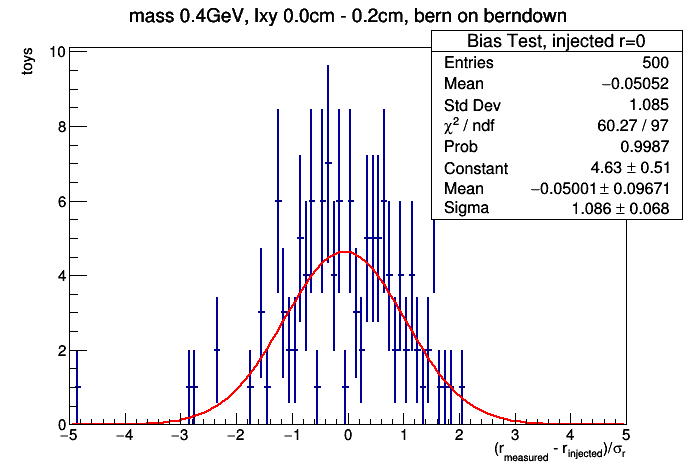 mass 0.4GeV, lxy 0.0cm - 0.2cm, bern on berndown
toys
Bias Test, injected r=0
Entries 500
Mean −0.05052
Std Dev 1.085
χ² / ndf 60.27 / 97
Prob 0.9987
Constant 4.63 ± 0.51
Mean −0.05001 ± 0.09671
Sigma 1.086 ± 0.068
10
8
6
4
2
0
−5 −4 −3 −2 −1 0 1 2 3 4 5
(r_measured - r_injected)/σ_r